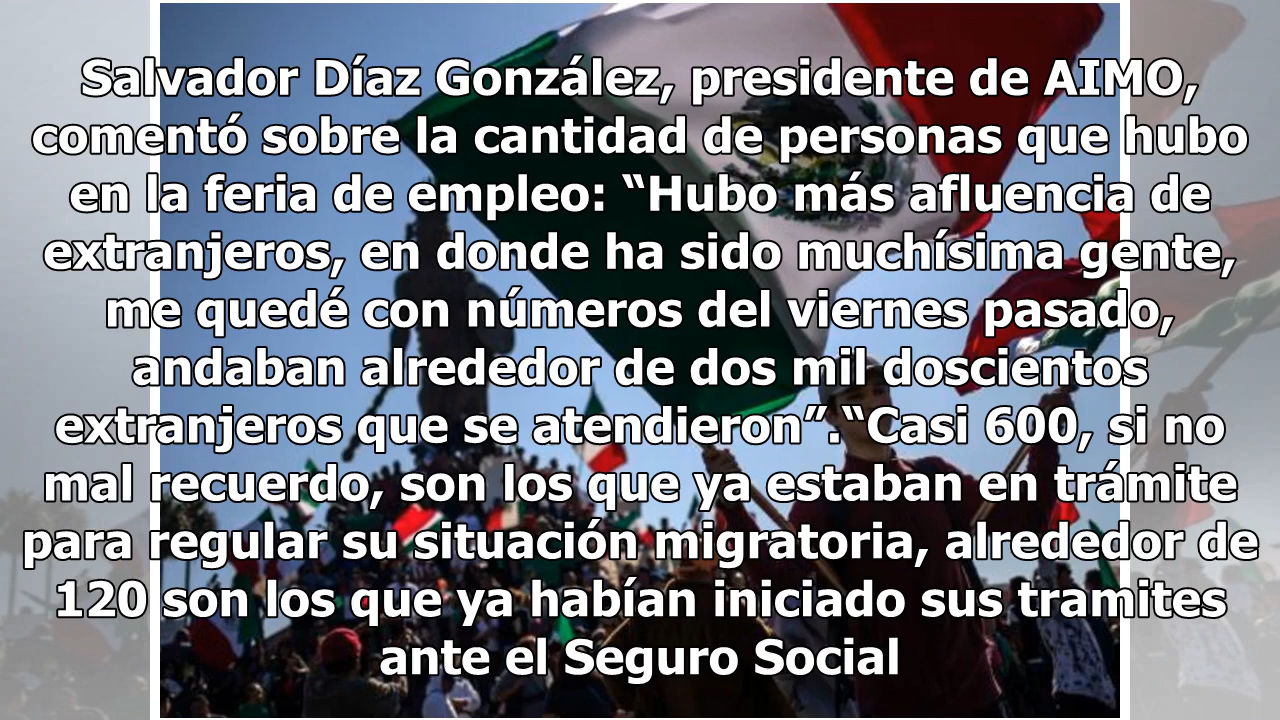 Salvador Díaz González, presidente de AIMO,
comentó sobre la cantidad de personas que hubo
en la feria de empleo: “Hubo más afluencia de
extranjeros, en donde ha sido muchísima gente,
me quedé con números del viernes pasado,
andaban alrededor de dos mil doscientos
extranjeros que se atendieron”.“Casi 600, si no
mal recuerdo, son los que ya estaban en trámite
para regular su situación migratoria, alrededor de
120 son los que ya habían iniciado sus tramites
ante el Seguro Social